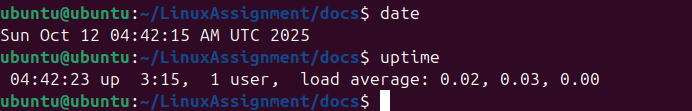 ubuntu@ubuntu:~/LinuxAssignment/docs$ date
Sun Oct 12 04:42:15 AM UTC 2025
ubuntu@ubuntu:~/LinuxAssignment/docs$ uptime
 04:42:23 up  3:15,  1 user,  load average: 0.02, 0.03, 0.00
ubuntu@ubuntu:~/LinuxAssignment/docs$